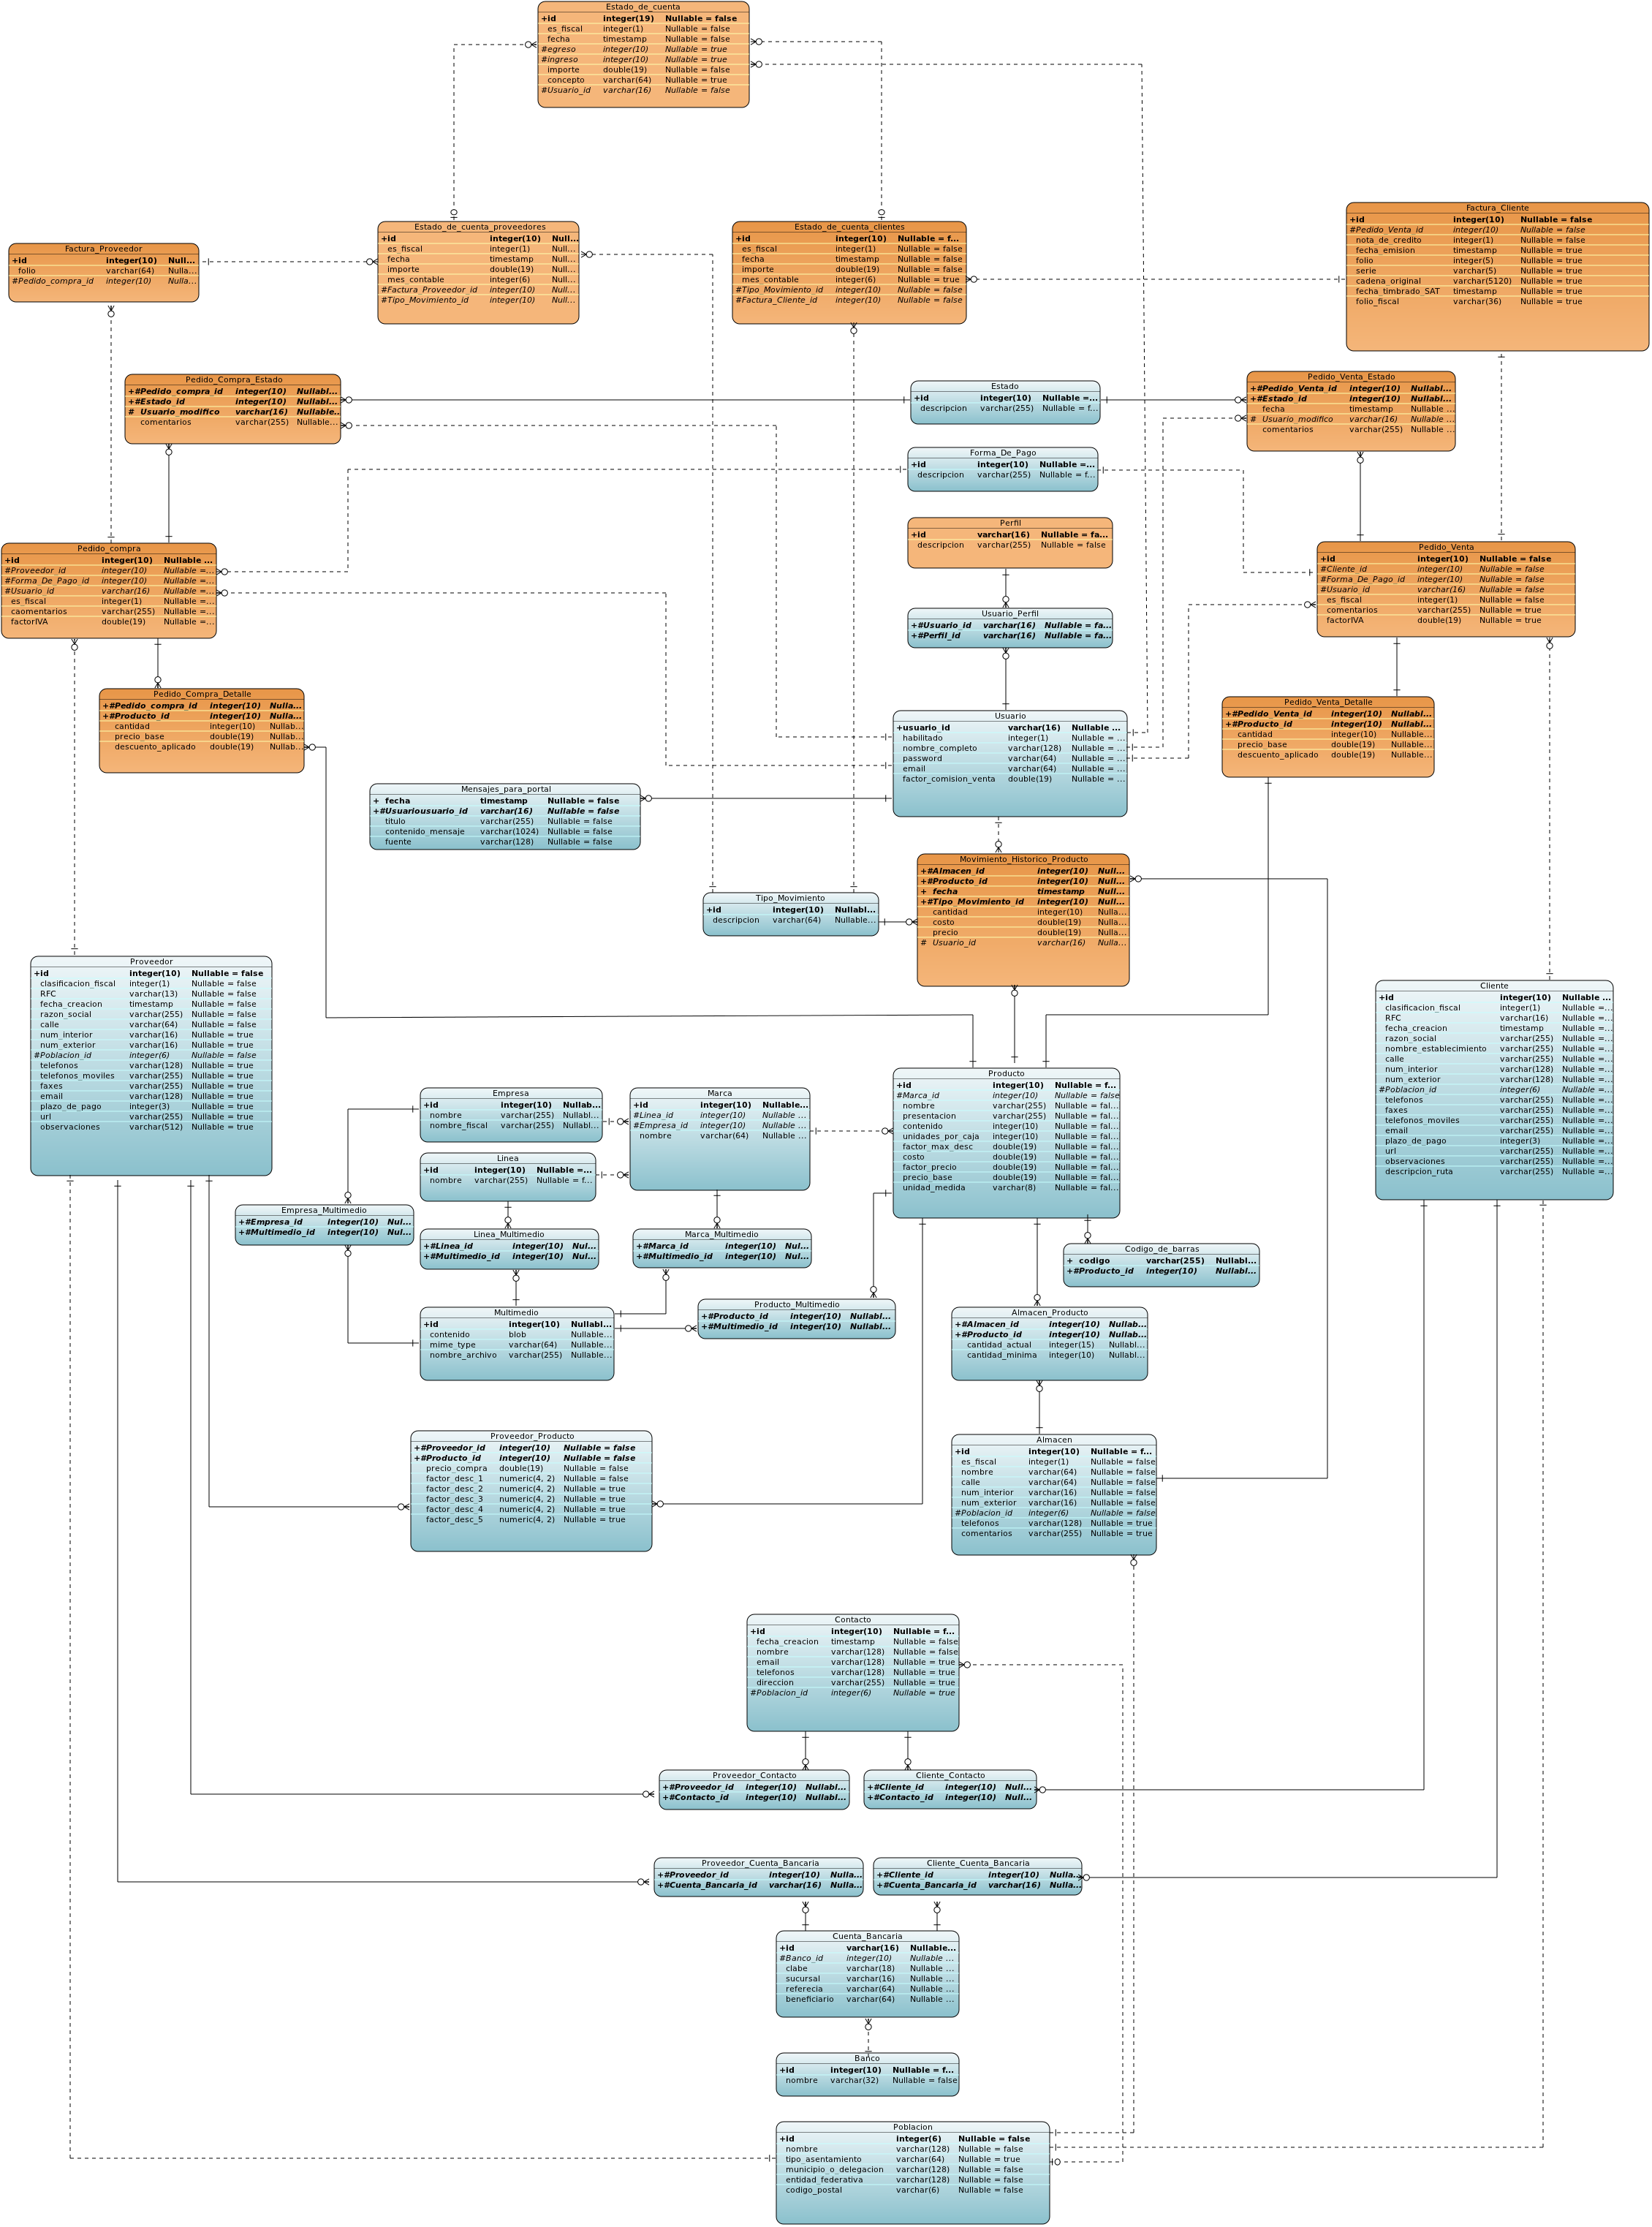 Estado_de_cuenta
+id integer(19) Nullable = false
es_fiscal integer(1) Nullable = false
fecha timestamp Nullable = false
#egreso integer(10) Nullable = true
#ingreso integer(10) Nullable = true
importe double(19) Nullable = false
concepto varchar(64) Nullable = true
#Usuario_id varchar(16) Nullable = false
Factura_Proveedor
+id integer(10) Null...
folio varchar(64) Nulla...
#Pedido_compra_id integer(10) Nulla...
Estado_de_cuenta_proveedores
+id integer(10) Null...
es_fiscal integer(1) Null...
fecha timestamp Null...
importe double(19) Null...
mes_contable integer(6) Null...
#Factura_Proveedor_id integer(10) Null...
#Tipo_Movimiento_id integer(10) Null...
Estado_de_cuenta_clientes
+id integer(10) Nullable = f...
es_fiscal integer(1) Nullable = false
fecha timestamp Nullable = false
importe double(19) Nullable = false
mes_contable integer(6) Nullable = true
#Tipo_Movimiento_id integer(10) Nullable = false
#Factura_Cliente_id integer(10) Nullable = false
Factura_Cliente
+id integer(10) Nullable = false
#Pedido_Venta_id integer(10) Nullable = false
nota_de_credito integer(1) Nullable = false
fecha_emision timestamp Nullable = true
folio integer(5) Nullable = true
serie varchar(5) Nullable = true
cadena_original varchar(5120) Nullable = true
fecha_timbrado_SAT timestamp Nullable = true
folio_fiscal varchar(36) Nullable = true
Pedido_Compra_Estado
+#Pedido_compra_id integer(10) Nullabl...
+#Estado_id integer(10) Nullabl...
# Usuario_modifico varchar(16) Nullable...
comentarios varchar(255) Nullable...
Estado
+id integer(10) Nullable =...
descripcion varchar(255) Nullable = f...
Pedido_Venta_Estado
+#Pedido_Venta_id integer(10) Nullabl...
+#Estado_id integer(10) Nullabl...
fecha timestamp Nullable ...
# Usuario_modifico varchar(16) Nullable ...
comentarios varchar(255) Nullable ...
Forma_De_Pago
+id integer(10) Nullable =...
descripcion varchar(255) Nullable = f...
Perfil
+id varchar(16) Nullable = fa...
descripcion varchar(255) Nullable = false
Pedido_compra
+id integer(10) Nullable ...
#Proveedor_id integer(10) Nullable =...
#Forma_De_Pago_id integer(10) Nullable =...
#Usuario_id varchar(16) Nullable =...
es_fiscal integer(1) Nullable =...
caomentarios varchar(255) Nullable =...
factorIVA double(19) Nullable =...
Pedido_Venta
+id integer(10) Nullable = false
#Cliente_id integer(10) Nullable = false
#Forma_De_Pago_id integer(10) Nullable = false
#Usuario_id varchar(16) Nullable = false
es_fiscal integer(1) Nullable = false
comentarios varchar(255) Nullable = true
factorIVA double(19) Nullable = true
Usuario_Perfil
+#Usuario_id varchar(16) Nullable = fa...
+#Perfil_id varchar(16) Nullable = fa...
Pedido_Compra_Detalle
+#Pedido_compra_id integer(10) Nulla...
+#Producto_id integer(10) Nulla...
cantidad integer(10) Nullab...
precio_base double(19) Nullab...
descuento_aplicado double(19) Nullab...
Usuario
+usuario_id varchar(16) Nullable ...
habilitado integer(1) Nullable = ...
nombre_completo varchar(128) Nullable = ...
password varchar(64) Nullable = ...
email varchar(64) Nullable = ...
factor_comision_venta double(19) Nullable = ...
Pedido_Venta_Detalle
+#Pedido_Venta_id integer(10) Nullabl...
+#Producto_id integer(10) Nullabl...
cantidad integer(10) Nullable...
precio_base double(19) Nullable...
descuento_aplicado double(19) Nullable...
Mensajes_para_portal
+ fecha timestamp Nullable = false
+#Usuariousuario_id varchar(16) Nullable = false
titulo varchar(255) Nullable = false
contenido_mensaje varchar(1024) Nullable = false
fuente varchar(128) Nullable = false
Movimiento_Historico_Producto
+#Almacen_id integer(10) Null...
+#Producto_id integer(10) Null...
+ fecha timestamp Null...
+#Tipo_Movimiento_id integer(10) Null...
cantidad integer(10) Nulla...
costo double(19) Nulla...
precio double(19) Nulla...
# Usuario_id varchar(16) Nulla...
Tipo_Movimiento
+id integer(10) Nullabl...
descripcion varchar(64) Nullable...
Proveedor
+id integer(10) Nullable = false
clasificacion_fiscal integer(1) Nullable = false
RFC varchar(13) Nullable = false
fecha_creacion timestamp Nullable = false
razon_social varchar(255) Nullable = false
calle varchar(64) Nullable = false
num_interior varchar(16) Nullable = true
num_exterior varchar(16) Nullable = true
#Poblacion_id integer(6) Nullable = false
telefonos varchar(128) Nullable = true
telefonos_moviles varchar(255) Nullable = true
faxes varchar(255) Nullable = true
email varchar(128) Nullable = true
plazo_de_pago integer(3) Nullable = true
url varchar(255) Nullable = true
observaciones varchar(512) Nullable = true
Cliente
+id integer(10) Nullable ...
clasificacion_fiscal integer(1) Nullable =...
RFC varchar(16) Nullable =...
fecha_creacion timestamp Nullable =...
razon_social varchar(255) Nullable =...
nombre_establecimiento varchar(255) Nullable =...
calle varchar(255) Nullable =...
num_interior varchar(128) Nullable =...
num_exterior varchar(128) Nullable =...
#Poblacion_id integer(6) Nullable =...
telefonos varchar(255) Nullable =...
faxes varchar(255) Nullable =...
telefonos_moviles varchar(255) Nullable =...
email varchar(255) Nullable =...
plazo_de_pago integer(3) Nullable =...
url varchar(255) Nullable =...
observaciones varchar(255) Nullable =...
descripcion_ruta varchar(255) Nullable =...
Producto
+id integer(10) Nullable = f...
#Marca_id integer(10) Nullable = false
nombre varchar(255) Nullable = fal...
presentacion varchar(255) Nullable = fal...
contenido integer(10) Nullable = fal...
unidades_por_caja integer(10) Nullable = fal...
factor_max_desc double(19) Nullable = fal...
costo double(19) Nullable = fal...
factor_precio double(19) Nullable = fal...
precio_base double(19) Nullable = fal...
unidad_medida varchar(8) Nullable = fal...
Empresa
+id integer(10) Nullab...
nombre varchar(255) Nullabl...
nombre_fiscal varchar(255) Nullabl...
Marca
+id integer(10) Nullable...
#Linea_id integer(10) Nullable ...
#Empresa_id integer(10) Nullable ...
nombre varchar(64) Nullable ...
Linea
+id integer(10) Nullable =...
nombre varchar(255) Nullable = f...
Empresa_Multimedio
+#Empresa_id integer(10) Nul...
+#Multimedio_id integer(10) Nul...
Linea_Multimedio
+#Linea_id integer(10) Nul...
+#Multimedio_id integer(10) Nul...
Marca_Multimedio
+#Marca_id integer(10) Nul...
+#Multimedio_id integer(10) Nul...
Codigo_de_barras
+ codigo varchar(255) Nullabl...
+#Producto_id integer(10) Nullabl...
Multimedio
+id integer(10) Nullabl...
contenido blob Nullable...
mime_type varchar(64) Nullable...
nombre_archivo varchar(255) Nullable...
Producto_Multimedio
+#Producto_id integer(10) Nullabl...
+#Multimedio_id integer(10) Nullabl...
Almacen_Producto
+#Almacen_id integer(10) Nullab...
+#Producto_id integer(10) Nullab...
cantidad_actual integer(15) Nullabl...
cantidad_minima integer(10) Nullabl...
Proveedor_Producto
+#Proveedor_id integer(10) Nullable = false
+#Producto_id integer(10) Nullable = false
precio_compra double(19) Nullable = false
factor_desc_1 numeric(4, 2) Nullable = false
factor_desc_2 numeric(4, 2) Nullable = true
factor_desc_3 numeric(4, 2) Nullable = true
factor_desc_4 numeric(4, 2) Nullable = true
factor_desc_5 numeric(4, 2) Nullable = true
Almacen
+id integer(10) Nullable = f...
es_fiscal integer(1) Nullable = false
nombre varchar(64) Nullable = false
calle varchar(64) Nullable = false
num_interior varchar(16) Nullable = false
num_exterior varchar(16) Nullable = false
#Poblacion_id integer(6) Nullable = false
telefonos varchar(128) Nullable = true
comentarios varchar(255) Nullable = true
Contacto
+id integer(10) Nullable = f...
fecha_creacion timestamp Nullable = false
nombre varchar(128) Nullable = false
email varchar(128) Nullable = true
telefonos varchar(128) Nullable = true
direccion varchar(255) Nullable = true
#Poblacion_id integer(6) Nullable = true
Proveedor_Contacto
+#Proveedor_id integer(10) Nullabl...
+#Contacto_id integer(10) Nullabl...
Cliente_Contacto
+#Cliente_id integer(10) Null...
+#Contacto_id integer(10) Null...
Proveedor_Cuenta_Bancaria
+#Proveedor_id integer(10) Nulla...
+#Cuenta_Bancaria_id varchar(16) Nulla...
Cliente_Cuenta_Bancaria
+#Cliente_id integer(10) Nulla...
+#Cuenta_Bancaria_id varchar(16) Nulla...
Cuenta_Bancaria
+id varchar(16) Nullable...
#Banco_id integer(10) Nullable ...
clabe varchar(18) Nullable ...
sucursal varchar(16) Nullable ...
referecia varchar(64) Nullable ...
beneficiario varchar(64) Nullable ...
Banco
+id integer(10) Nullable = f...
nombre varchar(32) Nullable = false
Poblacion
+id integer(6) Nullable = false
nombre varchar(128) Nullable = false
tipo_asentamiento varchar(64) Nullable = true
municipio_o_delegacion varchar(128) Nullable = false
entidad_federativa varchar(128) Nullable = false
codigo_postal varchar(6) Nullable = false